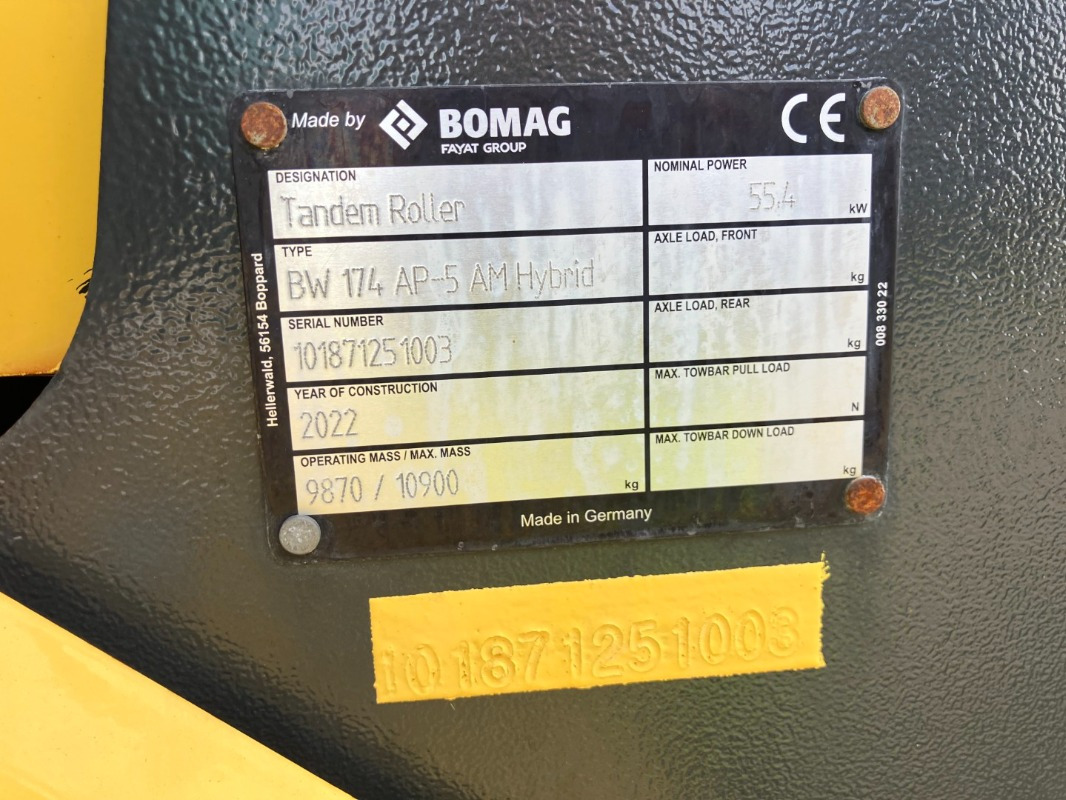 Made by BOMAG
FAYAT GROUP
CE
DESIGNATION
Tandem Roller
NOMINAL POWER
55.4 kW
TYPE
BW 174 AP-5 AM Hybrid
AXLE LOAD, FRONT
kg
SERIAL NUMBER
101871251003
AXLE LOAD, REAR
kg
YEAR OF CONSTRUCTION
2022
MAX. TOWBAR PULL LOAD
N
OPERATING MASS / MAX. MASS
9870 / 10900 kg
MAX. TOWBAR DOWN LOAD
kg
Hellerwald, 56154 Boppard
008 330 22
Made in Germany
101871251003